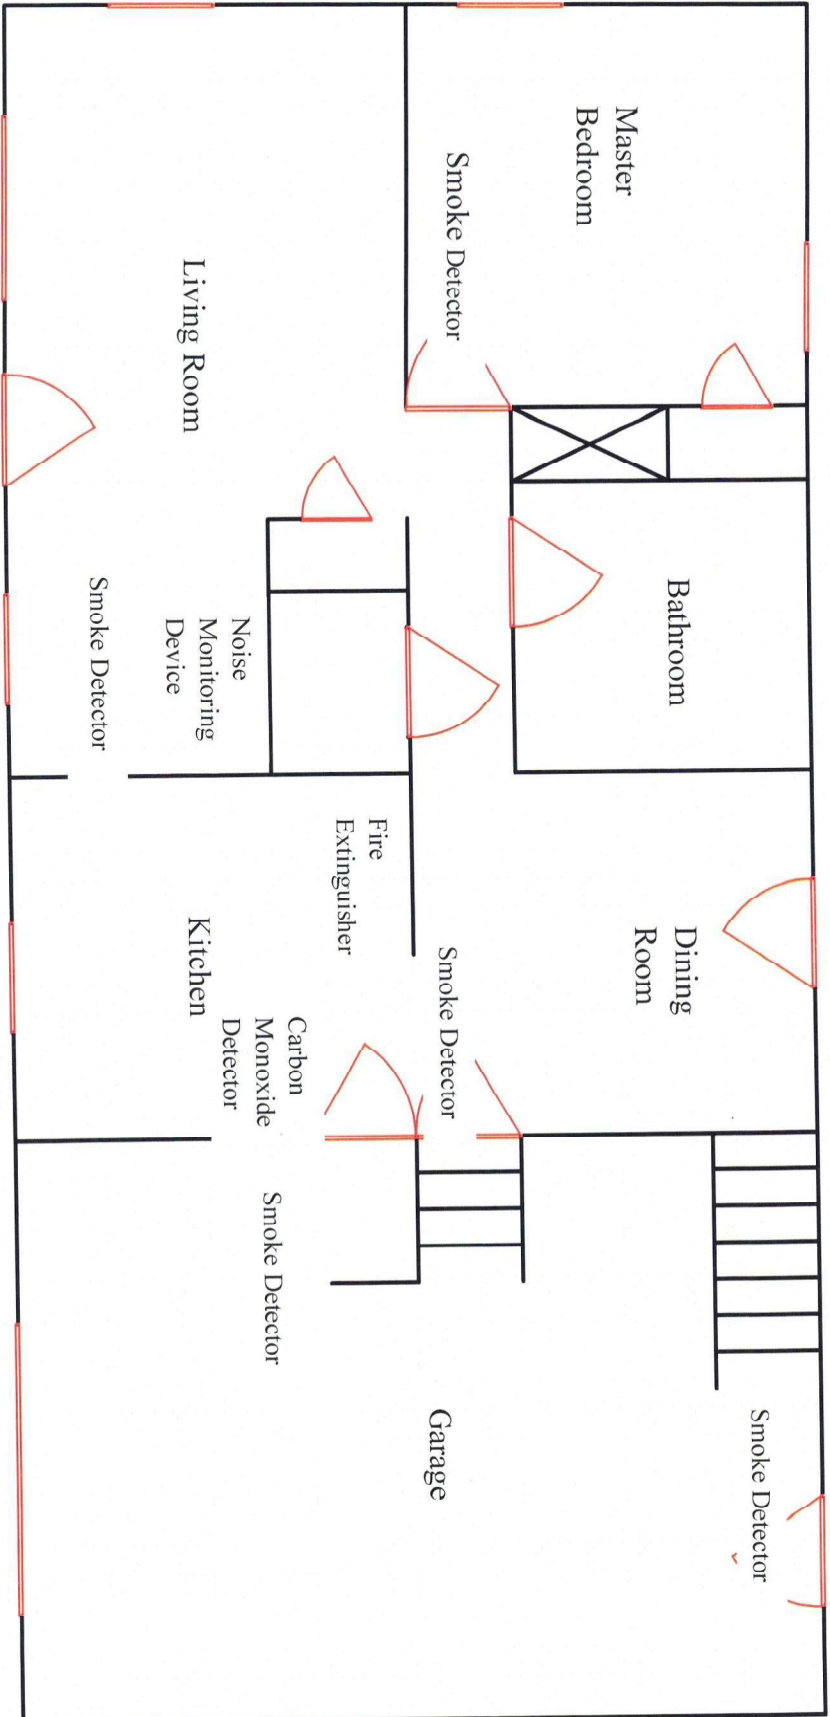 Master
Bedroom
Smoke Detector
Living Room
Bathroom
Noise
Monitoring
Device
Smoke Detector
Dining
Room
Fire
Extinguisher
Kitchen
Smoke Detector
Carbon
Monoxide
Detector
Smoke Detector
Garage
Smoke Detector